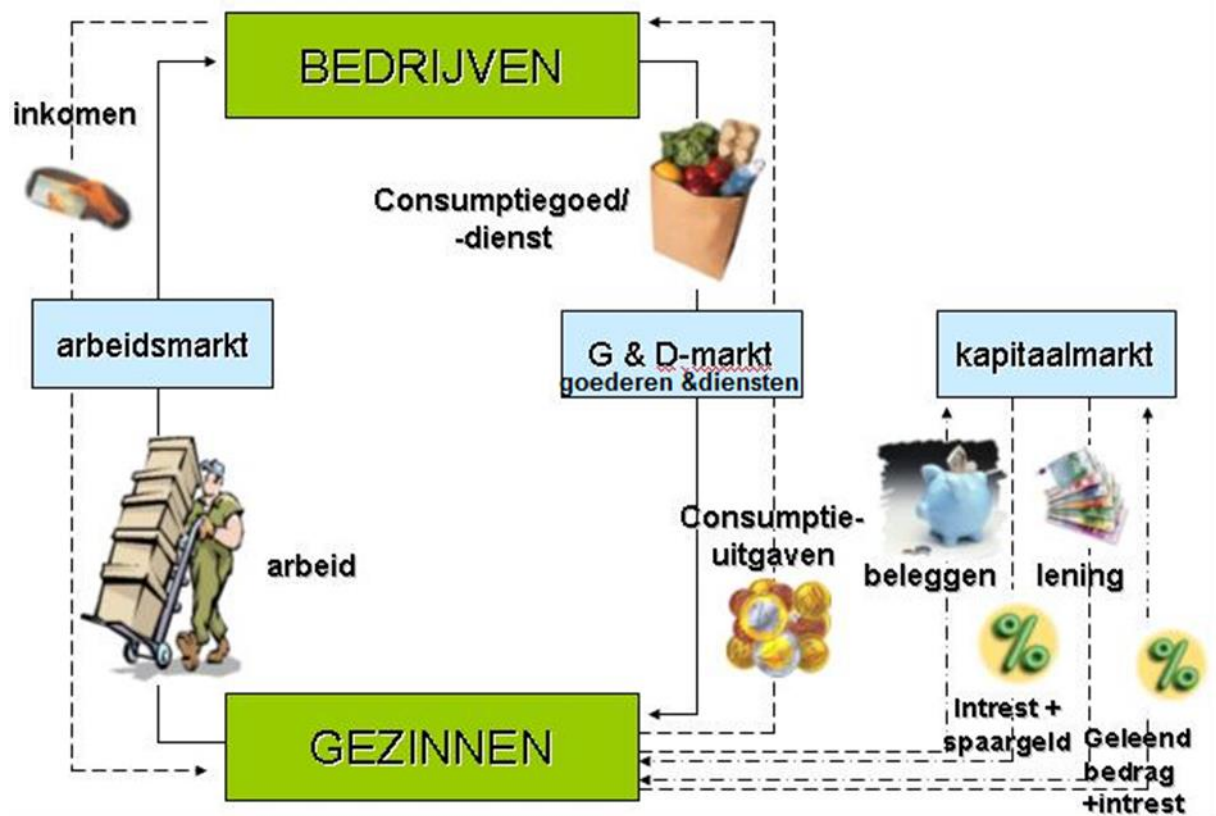 BEDRIJVEN
inkomen
Consumptiegoed/
-dienst
arbeidsmarkt
G & D-markt
goederen &diensten
kapitaalmarkt
Consumptie-
uitgaven
arbeid
beleggen
lening
Intrest +
spaargeld
Geleend
bedrag
+intrest
GEZINNEN